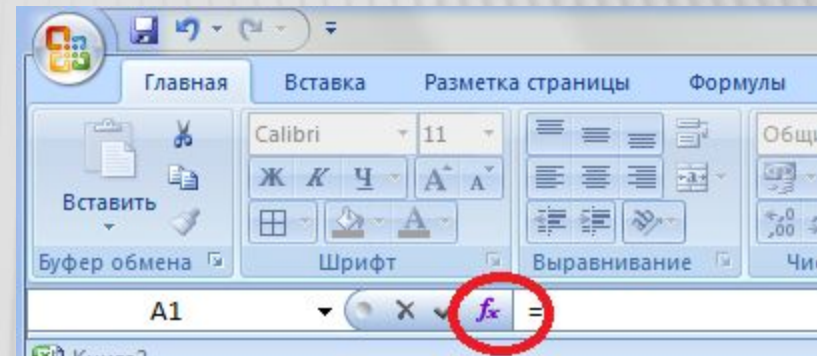 Главная Вставка Разметка страницы Формулы
Calibri 11
Ж К Ч
Вставить
Буфер обмена Шрифт Выравнивание
A1 fx =